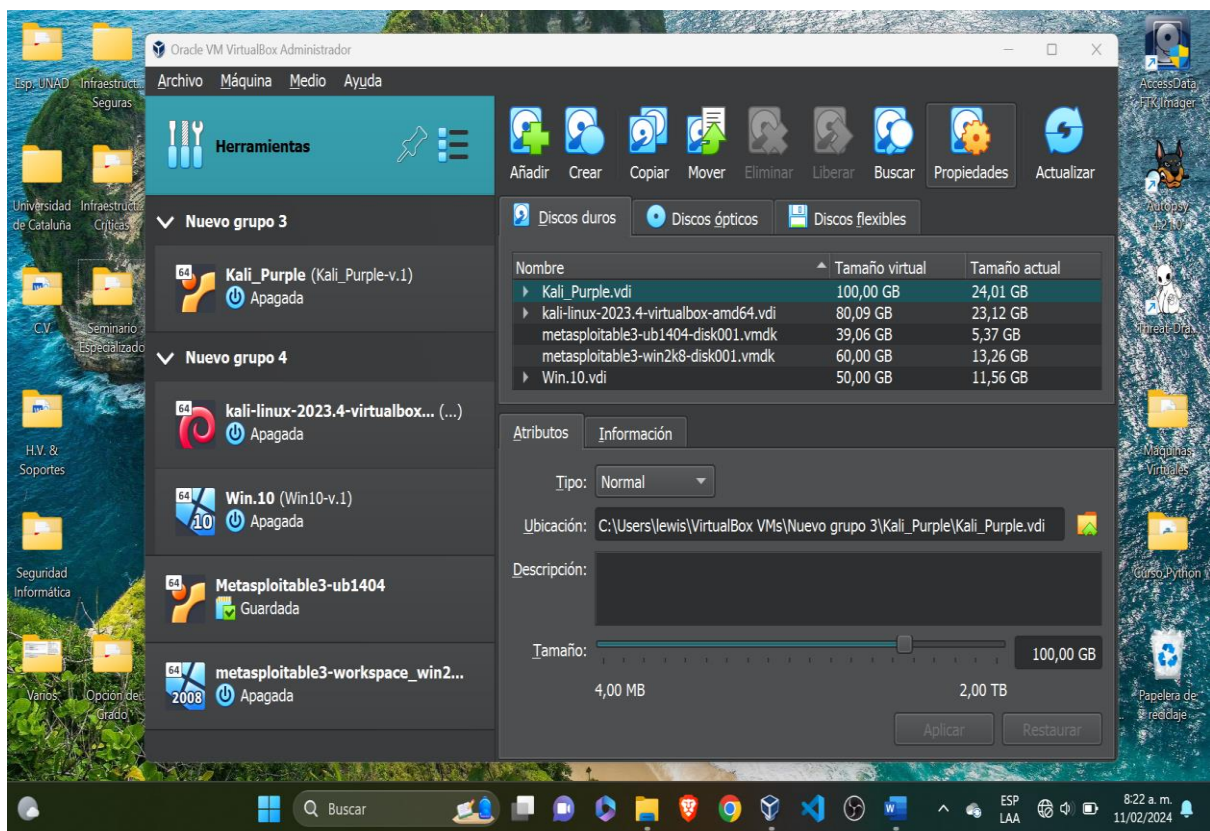 Oracle VM VirtualBox Administrador
Archivo Máquina Medio Ayuda
Herramientas
Añadir Crear Copiar Mover Eliminar Liberar Buscar Propiedades Actualizar
Discos duros Discos ópticos Discos flexibles
Nombre Tamaño virtual Tamaño actual
Kali_Purple.vdi 100,00 GB 24,01 GB
kali-linux-2023.4-virtualbox-amd64.vdi 80,09 GB 23,12 GB
metasploitable3-ub1404-disk001.vmdk 39,06 GB 5,37 GB
metasploitable3-win2k8-disk001.vmdk 60,00 GB 13,26 GB
Win.10.vdi 50,00 GB 11,56 GB
Nuevo grupo 3
64
Kali_Purple (Kali_Purple-v.1)
Apagada
Nuevo grupo 4
64
kali-linux-2023.4-virtualbox... (...)
Apagada
64
10
Win.10 (Win10-v.1)
Apagada
64
Metasploitable3-ub1404
Guardada
64
2008
metasploitable3-workspace_win2...
Apagada
Atributos Información
Tipo: Normal
Ubicación: C:\Users\lewis\VirtualBox VMs\Nuevo grupo 3\Kali_Purple\Kali_Purple.vdi
Descripción:
Tamaño: 100,00 GB
4,00 MB 2,00 TB
Aplicar Restaurar
Esp. UNAD
Infraestruct...
Seguras
Universidad
de Cataluña
Infraestruct...
Críticas
C.V.
Seminario
Especializado
H.V. &
Soportes
Seguridad
Informática
Varios
Opción de
Grado
AccessData
FTK Imager
Autopsy
Threat-Dra...
Maquinas
Virtuales
Curso Python
Papelera de
reciclaje
Buscar
ESP
LAA
8:22 a. m.
11/02/2024